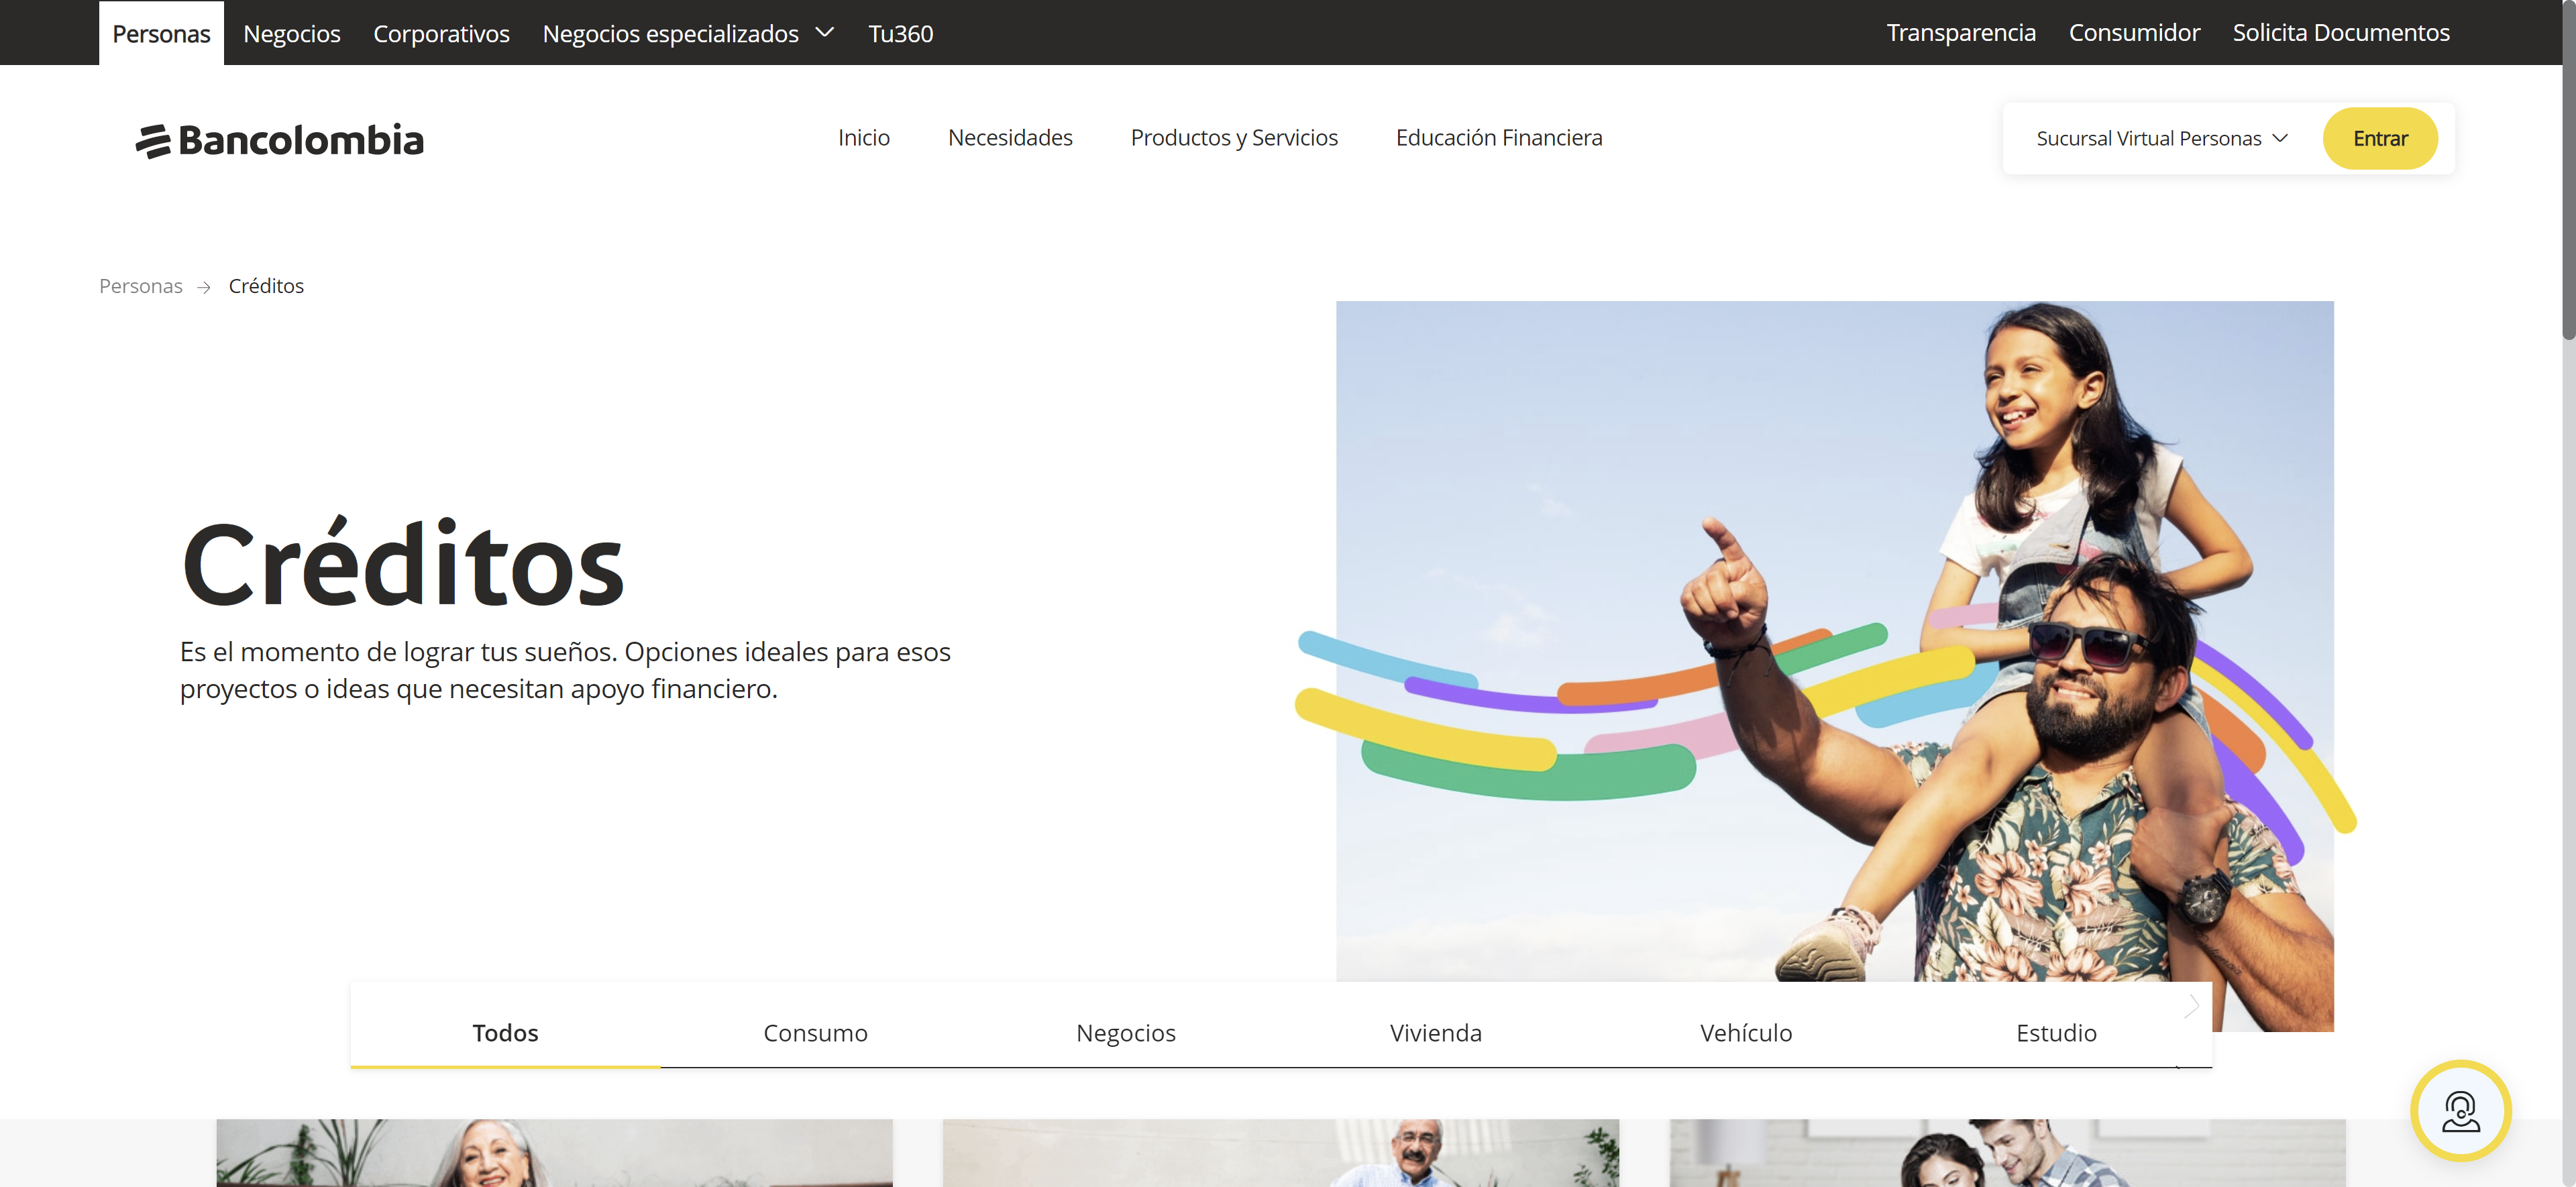 Personas Negocios Corporativos Negocios especializados Tu360 Transparencia Consumidor Solicita Documentos
Bancolombia Inicio Necesidades Productos y Servicios Educación Financiera Sucursal Virtual Personas Entrar
Personas → Créditos
Créditos
Es el momento de lograr tus sueños. Opciones ideales para esos
proyectos o ideas que necesitan apoyo financiero.
Todos Consumo Negocios Vivienda Vehículo Estudio